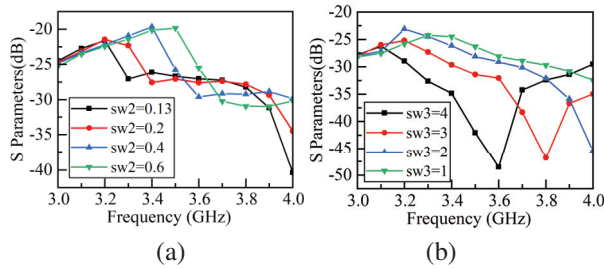 S Parameters(dB)
-20
-25
-30
-35
-40
sw2=0.13
sw2=0.2
sw2=0.4
sw2=0.6
3.0 3.2 3.4 3.6 3.8 4.0
Frequency (GHz)
(a)
S Parameters(dB)
-20
-25
-30
-35
-40
-45
-50
sw3=4
sw3=3
sw3=2
sw3=1
3.0 3.2 3.4 3.6 3.8 4.0
Frequency (GHz)
(b)